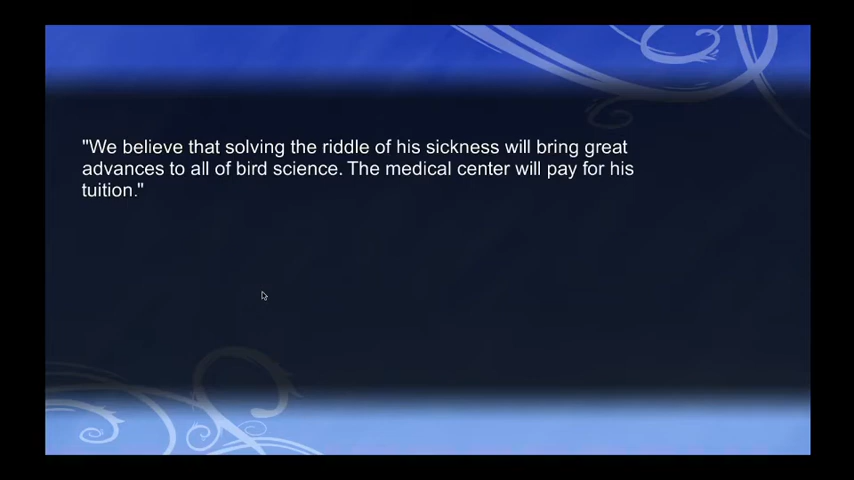 "We believe that solving the riddle of his sickness will bring great
advances to all of bird science. The medical center will pay for his
tuition."